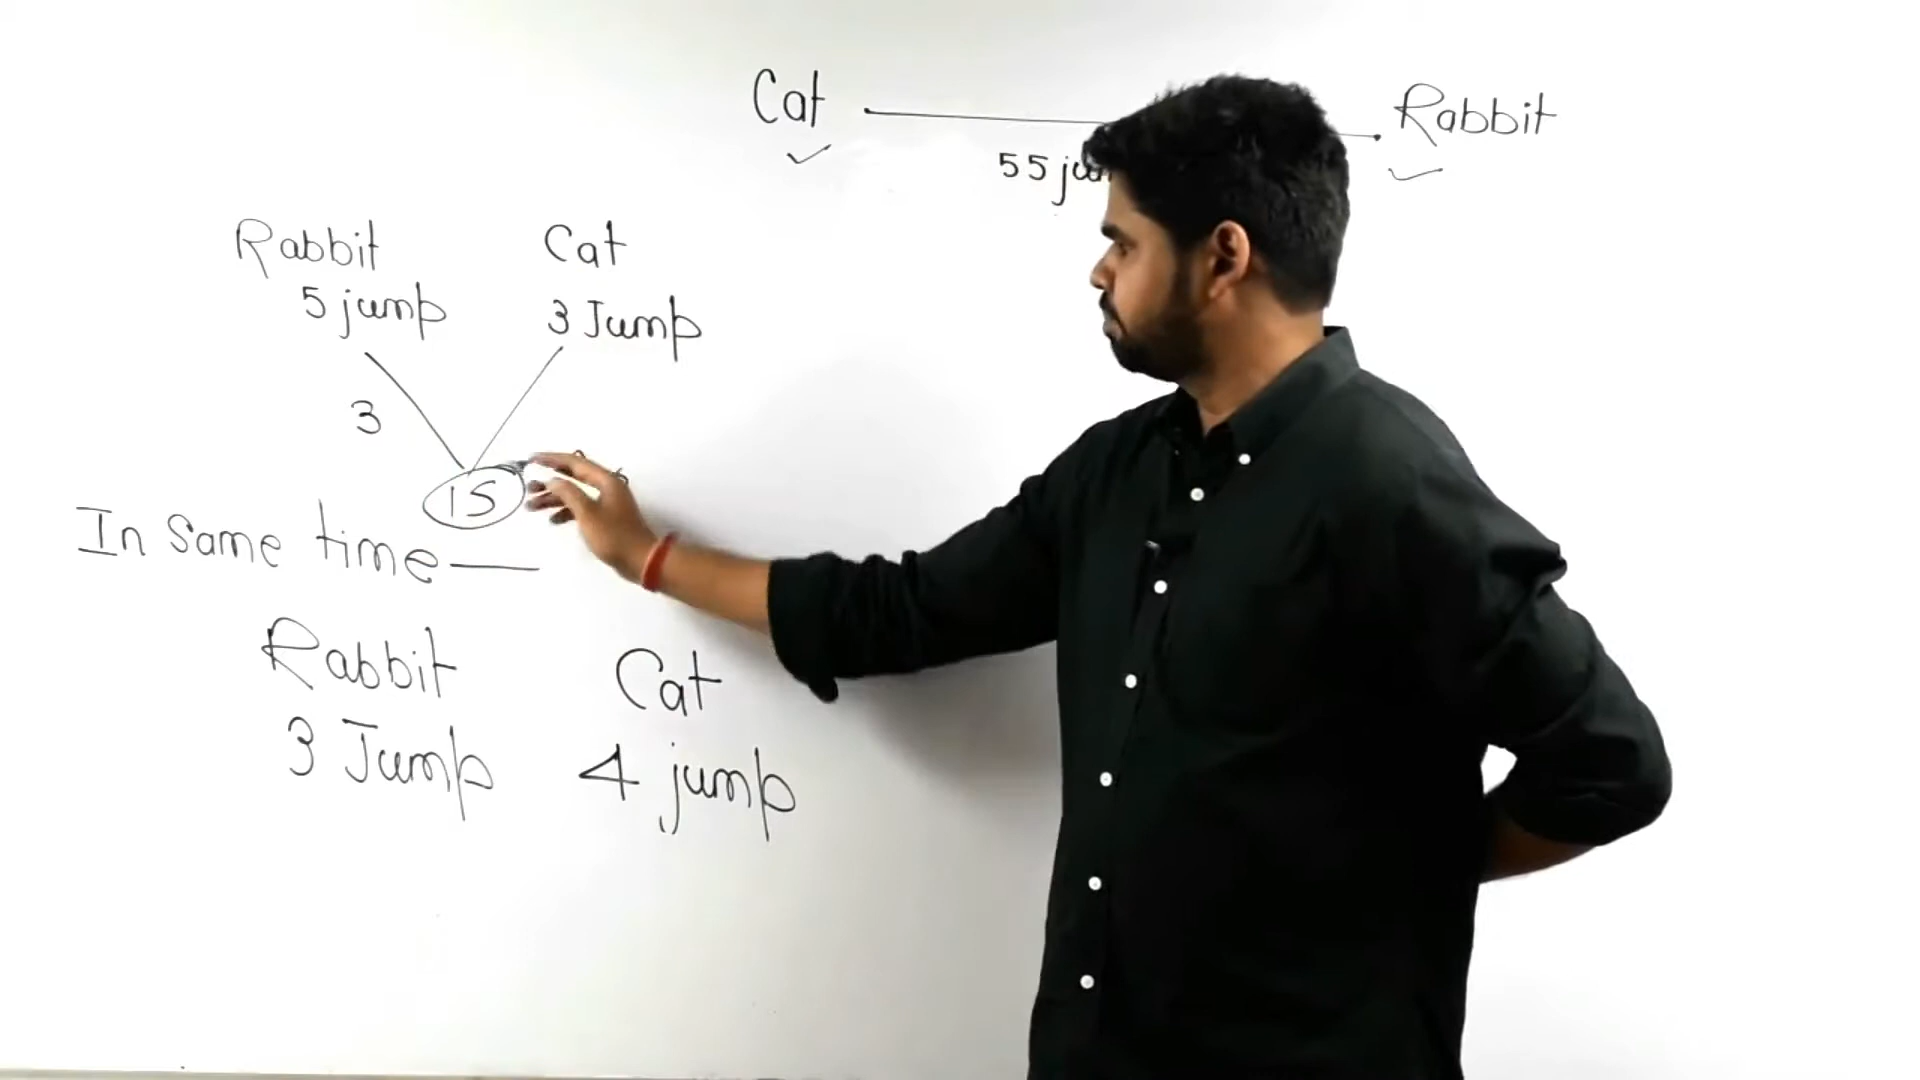 Cat Rabbit
55
Rabbit Cat
5 jump 3 Jump
3
15
In Same time
Rabbit Cat
3 Jump 4 jump